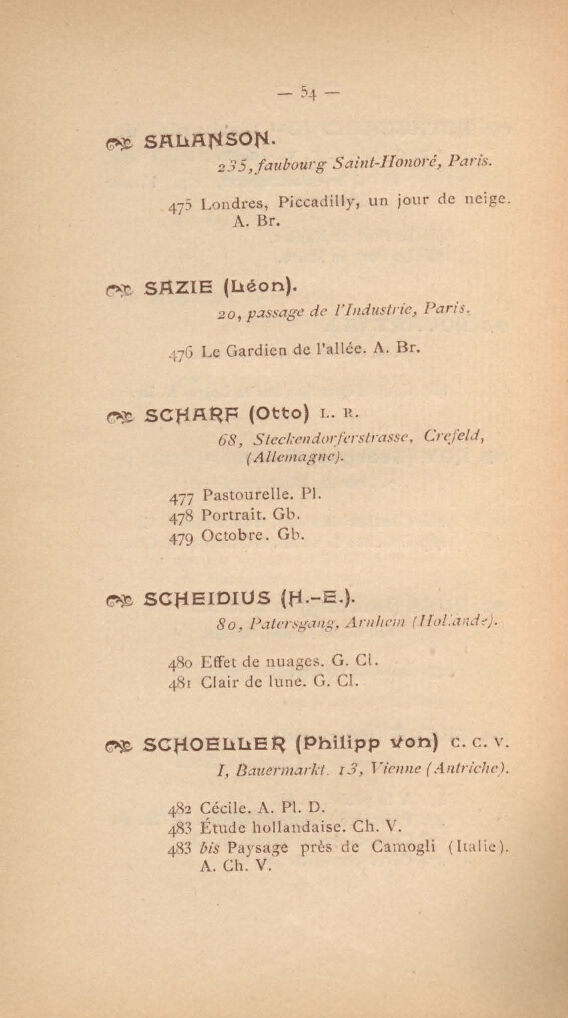 — 54 —
SALANSON.
235, faubourg Saint-Honoré, Paris.
475 Londres, Piccadilly, un jour de neige.
A. Br.
SAZIE (Léon).
20, passage de l'Industrie, Paris.
476 Le Gardien de l'allée. A. Br.
SCHARF (Otto) L. R.
68, Steckendorferstrasse, Crefeld,
(Allemagne).
477 Pastourelle. Pl.
478 Portrait. Gb.
479 Octobre. Gb.
SCHEIDIUS (H.-E.).
80, Patersgang, Arnhem (Hollande).
480 Effet de nuages. G. Cl.
481 Clair de lune. G. Cl.
SCHOELLER (Philipp von) C. C. V.
I, Bauermarkt. 13, Vienne (Antriche).
482 Cécile. A. Pl. D.
483 Étude hollandaise. Ch. V.
483 bis Paysage près de Camogli (Italie).
A. Ch. V.